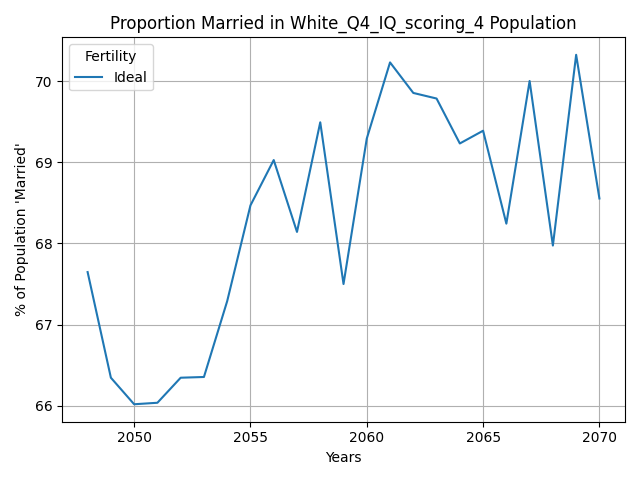 Proportion Married in White_Q4_IQ_scoring_4 Population
Fertility
Ideal
% of Population 'Married'
70
69
68
67
66
2050 2055 2060 2065 2070
Years